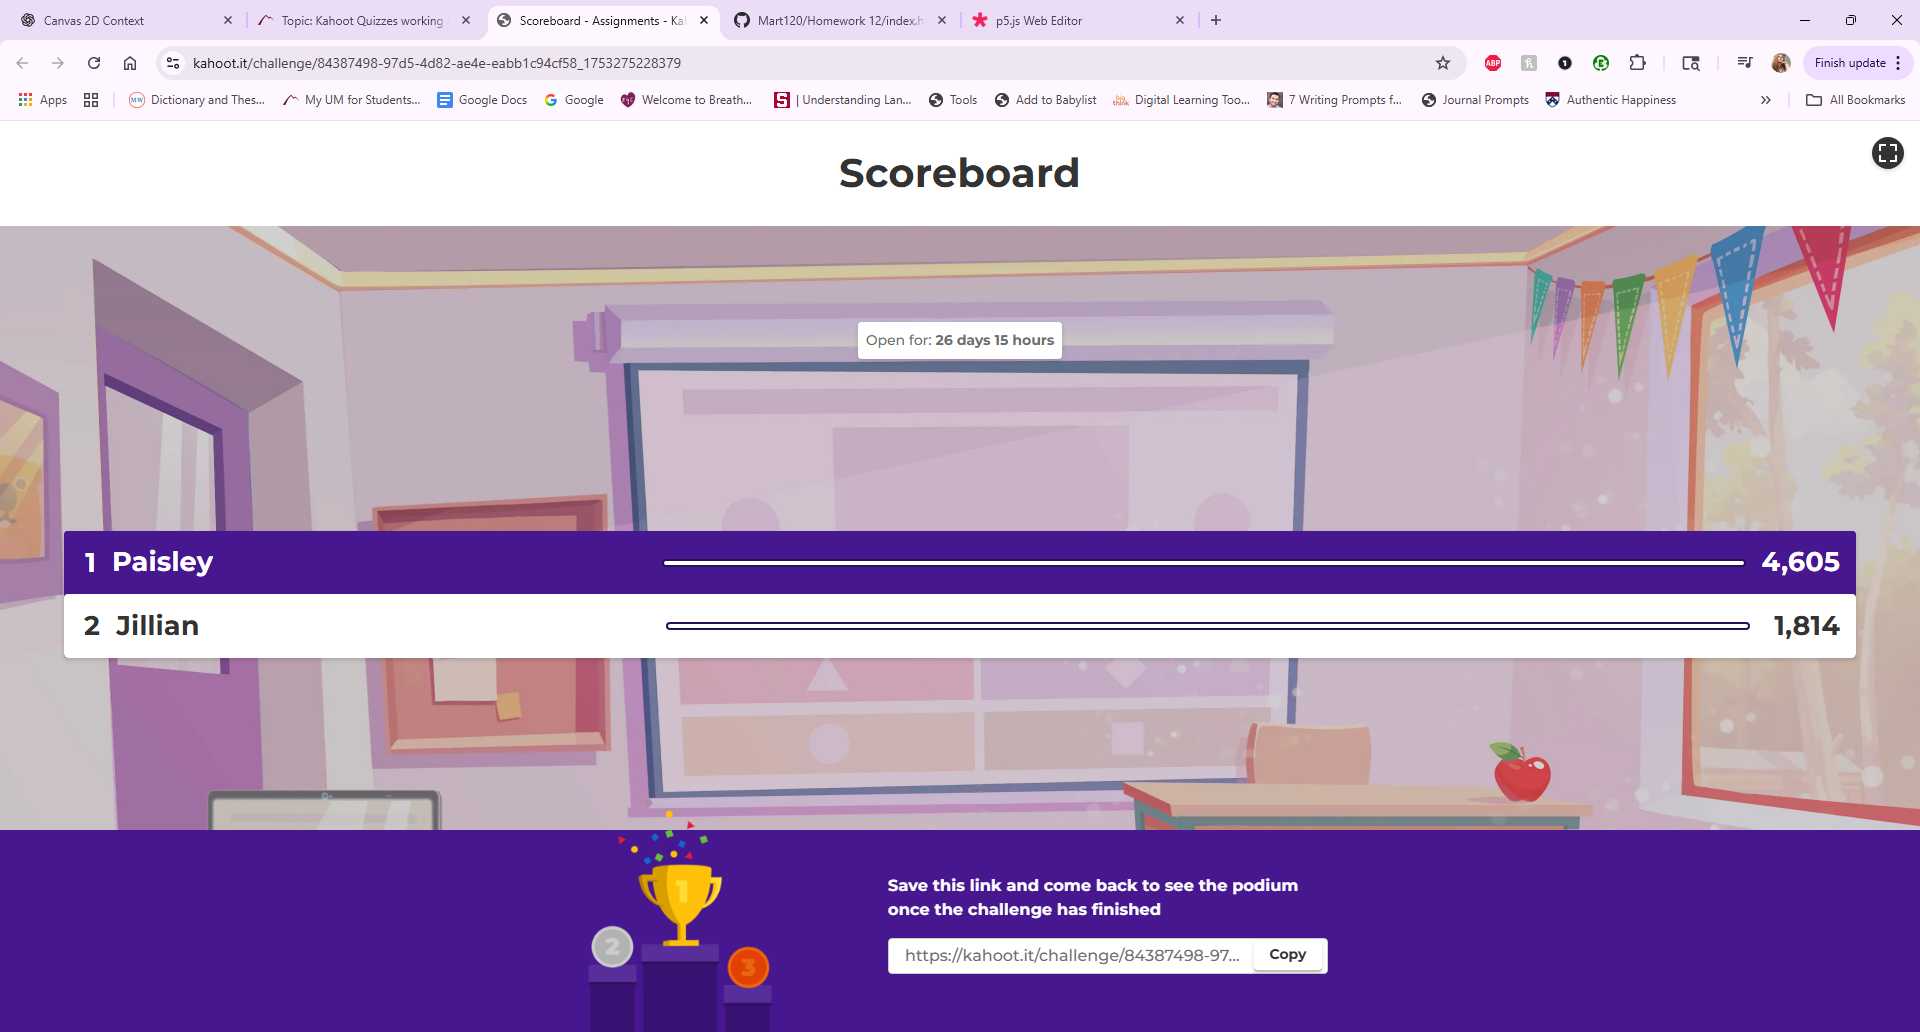 Canvas 2D Context
Topic: Kahoot Quizzes working
Scoreboard - Assignments - Ka
Mart120/Homework 12/index.h
p5.js Web Editor
kahoot.it/challenge/84387498-97d5-4d82-ae4e-eabb1c94cf58_1753275228379
ABP
Finish update
Apps
Dictionary and Thes...
My UM for Students...
Google Docs
Google
Welcome to Breath...
| Understanding Lan...
Tools
Add to Babylist
Digital Learning Too...
7 Writing Prompts f...
Journal Prompts
Authentic Happiness
All Bookmarks
Scoreboard
Open for: 26 days 15 hours
1 Paisley 4,605
2 Jillian 1,814
1
2
3
Save this link and come back to see the podium
once the challenge has finished
https://kahoot.it/challenge/84387498-97... Copy